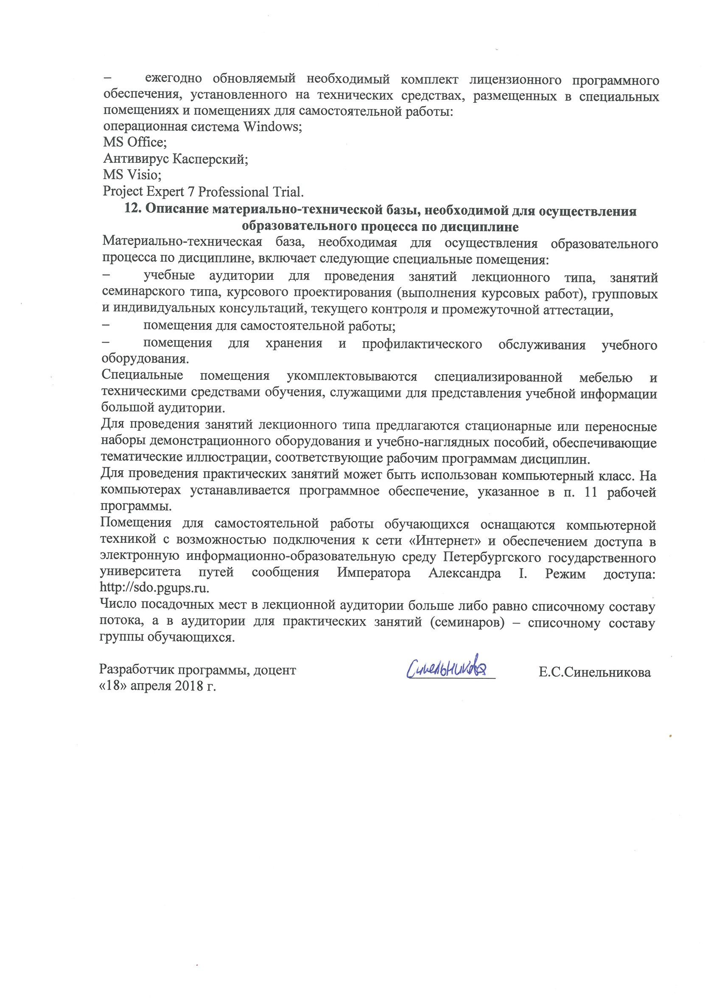 – ежегодно обновляемый необходимый комплект лицензионного программного
обеспечения, установленного на технических средствах, размещенных в специальных
помещениях и помещениях для самостоятельной работы:
операционная система Windows;
MS Office;
Антивирус Касперский;
MS Visio;
Project Expert 7 Professional Trial.
12. Описание материально-технической базы, необходимой для осуществления
образовательного процесса по дисциплине
Материально-техническая база, необходимая для осуществления образовательного
процесса по дисциплине, включает следующие специальные помещения:
– учебные аудитории для проведения занятий лекционного типа, занятий
семинарского типа, курсового проектирования (выполнения курсовых работ), групповых
и индивидуальных консультаций, текущего контроля и промежуточной аттестации,
– помещения для самостоятельной работы;
– помещения для хранения и профилактического обслуживания учебного
оборудования.
Специальные помещения укомплектовываются специализированной мебелью и
техническими средствами обучения, служащими для представления учебной информации
большой аудитории.
Для проведения занятий лекционного типа предлагаются стационарные или переносные
наборы демонстрационного оборудования и учебно-наглядных пособий, обеспечивающие
тематические иллюстрации, соответствующие рабочим программам дисциплин.
Для проведения практических занятий может быть использован компьютерный класс. На
компьютерах устанавливается программное обеспечение, указанное в п. 11 рабочей
программы.
Помещения для самостоятельной работы обучающихся оснащаются компьютерной
техникой с возможностью подключения к сети «Интернет» и обеспечением доступа в
электронную информационно-образовательную среду Петербургского государственного
университета путей сообщения Императора Александра I. Режим доступа:
http://sdo.pgups.ru.
Число посадочных мест в лекционной аудитории больше либо равно списочному составу
потока, а в аудитории для практических занятий (семинаров) – списочному составу
группы обучающихся.
Разработчик программы, доцент Синельникова Е.С.Синельникова
«18» апреля 2018 г.